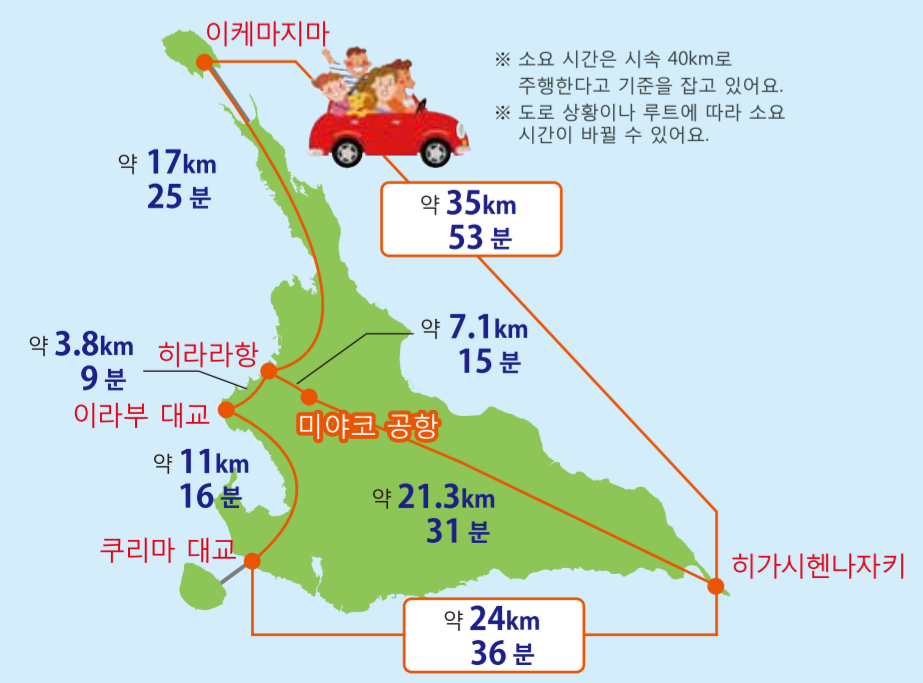 이케마지마
※ 소요 시간은 시속 40km로
주행한다고 기준을 잡고 있어요.
※ 도로 상황이나 루트에 따라 소요
시간이 바뀔 수 있어요.
약 17km
25 분
약 35km
53 분
약 7.1km
15 분
약 3.8km
9 분
히라라항
이라부 대교
미야코 공항
약 11km
16 분
약 21.3km
31 분
쿠리마 대교
히가시헨나자키
약 24km
36 분